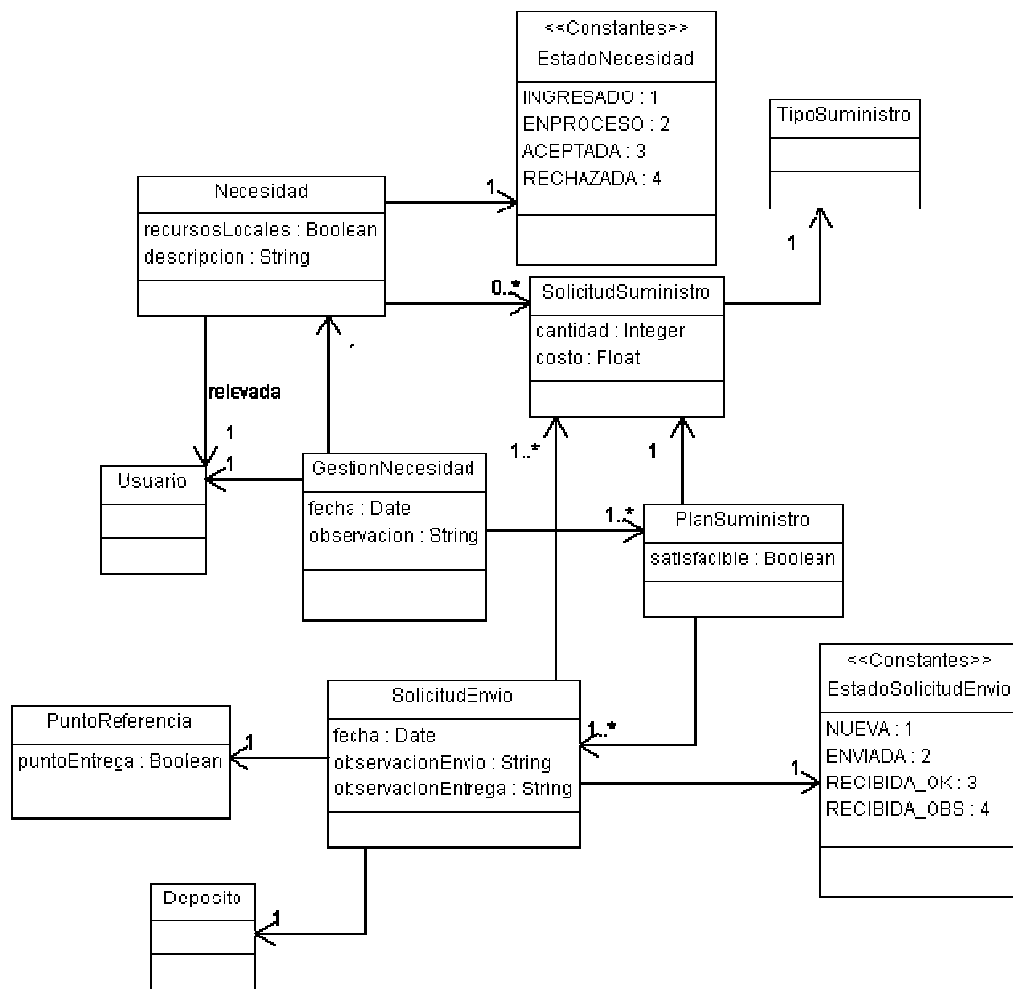 <<Constantes>>
EstadoNecesidad
INGRESADO : 1
ENPROCESO : 2
ACEPTADA : 3
RECHAZADA : 4
TipoSuministro
Necesidad
recursosLocales : Boolean
descripcion : String
1
1
0..*
SolicitudSuministro
cantidad : Integer
costo : Float
relevada
1
1
1..*
1
Usuario
GestionNecesidad
fecha : Date
observacion : String
1..*
PlanSuministro
satisfacible : Boolean
<<Constantes>>
EstadoSolicitudEnvio
NUEVA : 1
ENVIADA : 2
RECIBIDA_OK : 3
RECIBIDA_OBS : 4
SolicitudEnvio
fecha : Date
observacionEnvio : String
observacionEntrega : String
1..*
1
PuntoReferencia
puntoEntrega : Boolean
1
Deposito
1